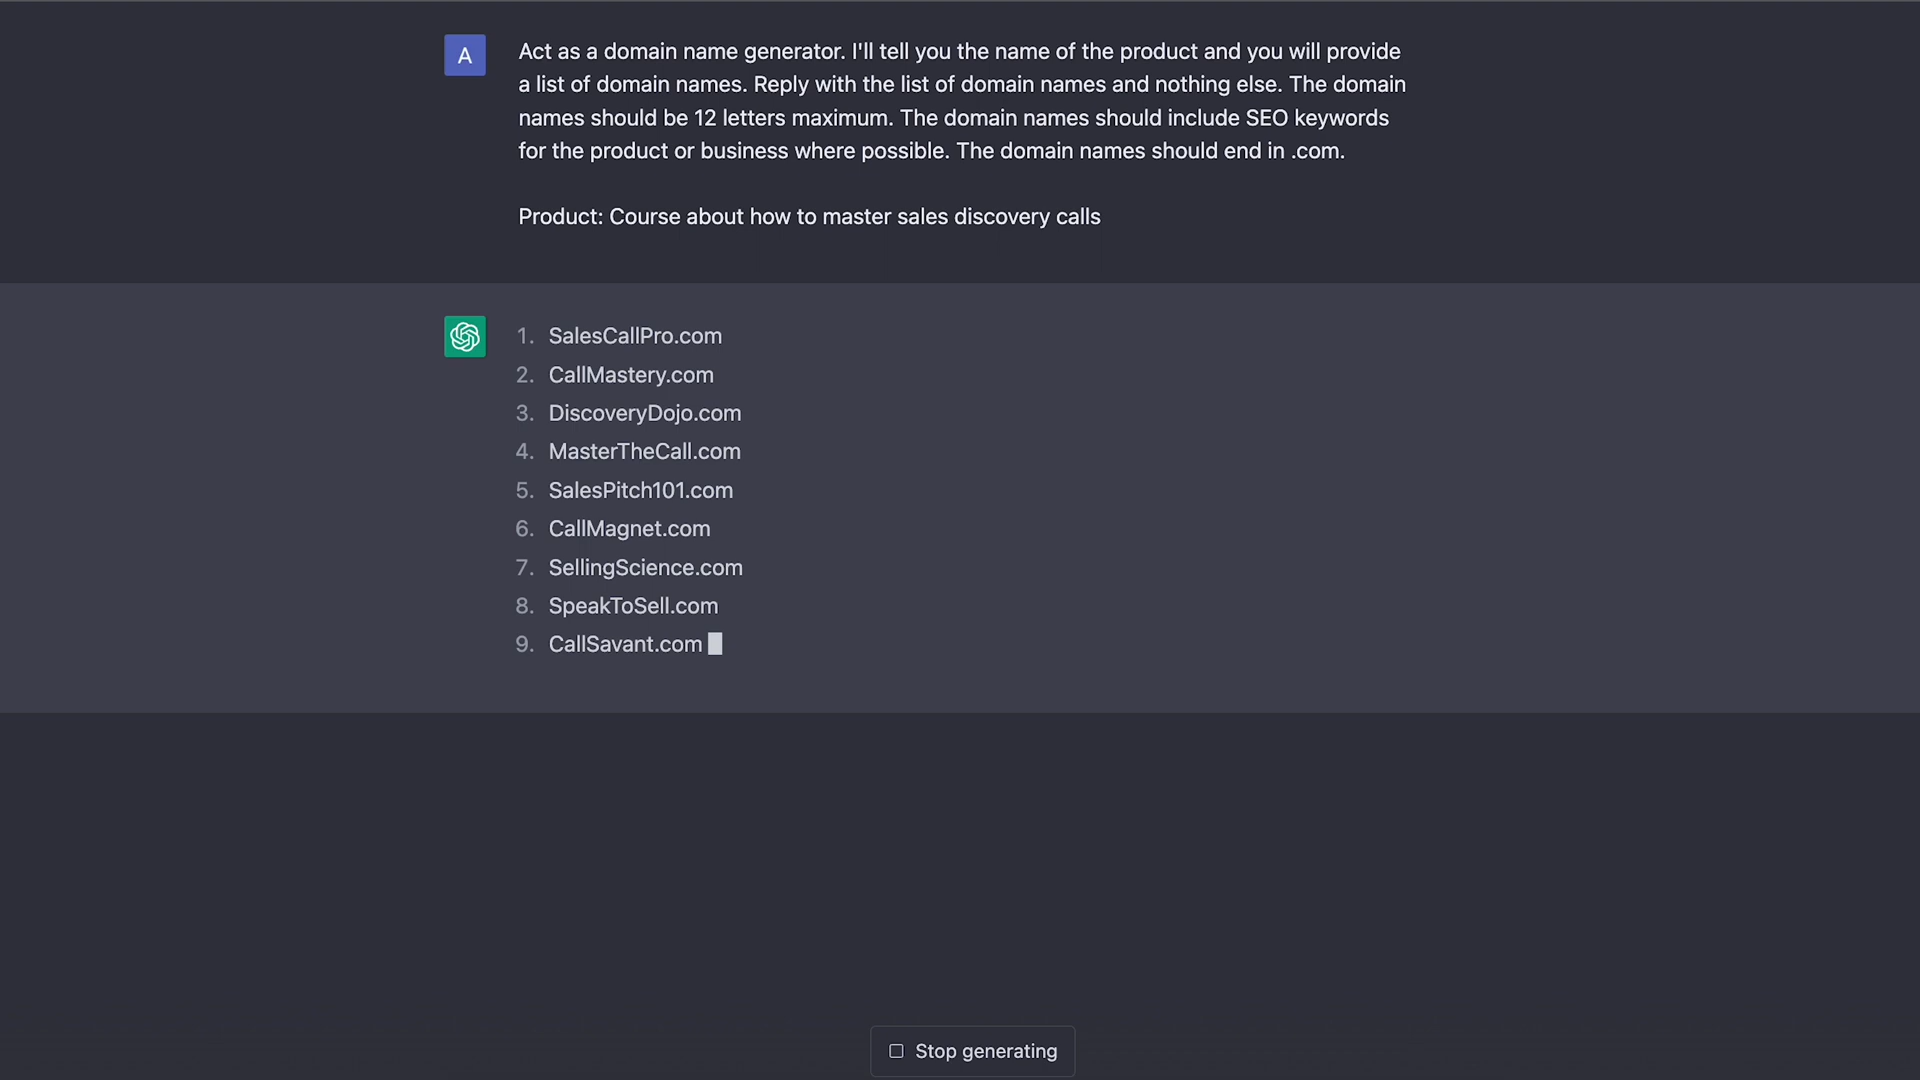 A
Act as a domain name generator. I'll tell you the name of the product and you will provide
a list of domain names. Reply with the list of domain names and nothing else. The domain
names should be 12 letters maximum. The domain names should include SEO keywords
for the product or business where possible. The domain names should end in .com.
Product: Course about how to master sales discovery calls
1. SalesCallPro.com
2. CallMastery.com
3. DiscoveryDojo.com
4. MasterTheCall.com
5. SalesPitch101.com
6. CallMagnet.com
7. SellingScience.com
8. SpeakToSell.com
9. CallSavant.com
Stop generating